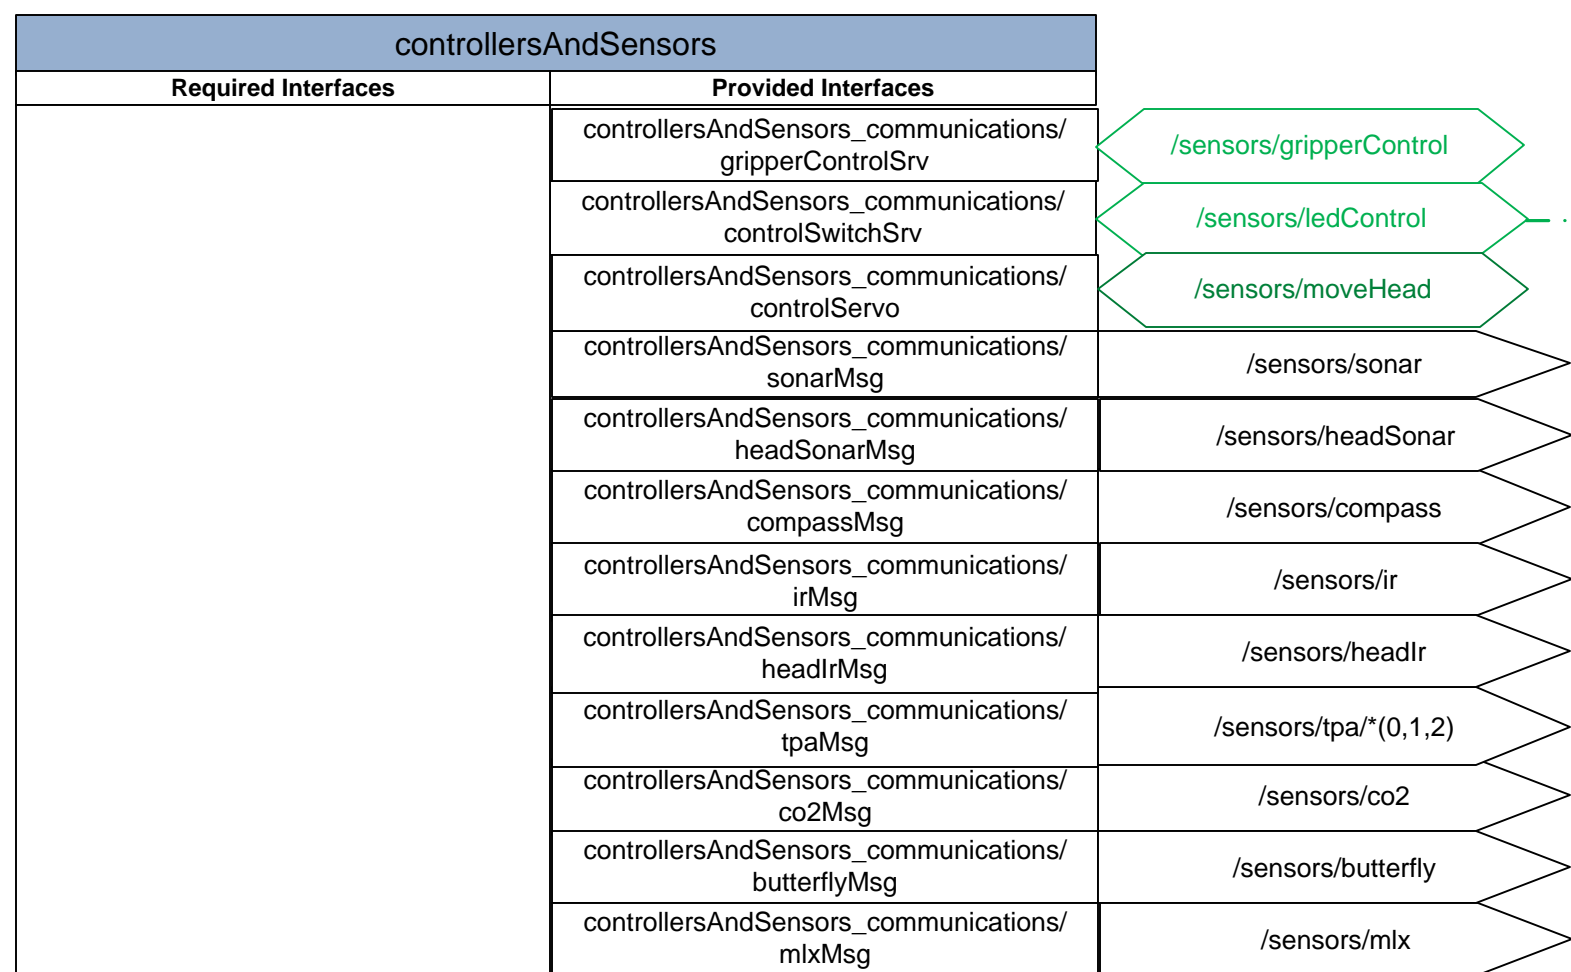 controllersAndSensors
Required Interfaces
Provided Interfaces
controllersAndSensors_communications/
gripperControlSrv
/sensors/gripperControl
controllersAndSensors_communications/
controlSwitchSrv
/sensors/ledControl
controllersAndSensors_communications/
controlServo
/sensors/moveHead
controllersAndSensors_communications/
sonarMsg
/sensors/sonar
controllersAndSensors_communications/
headSonarMsg
/sensors/headSonar
controllersAndSensors_communications/
compassMsg
/sensors/compass
controllersAndSensors_communications/
irMsg
/sensors/ir
controllersAndSensors_communications/
headIrMsg
/sensors/headIr
controllersAndSensors_communications/
tpaMsg
/sensors/tpa/*(0,1,2)
controllersAndSensors_communications/
co2Msg
/sensors/co2
controllersAndSensors_communications/
butterflyMsg
/sensors/butterfly
controllersAndSensors_communications/
mlxMsg
/sensors/mlx